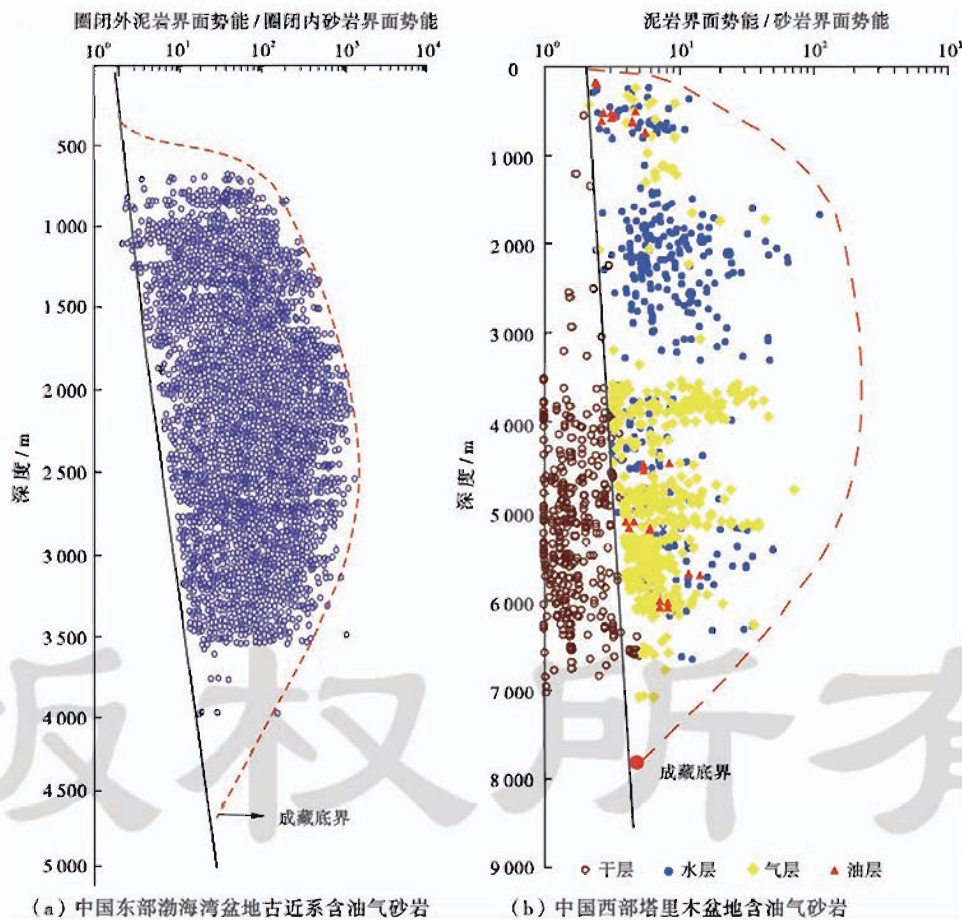 圈闭外泥岩界面势能/圈闭内砂岩界面势能
10⁰ 10¹ 10² 10³ 10⁴
500
1 000
1 500
2 000
2 500
3 000
3 500
4 000
4 500
5 000
深度/m
成藏底界
(a)中国东部渤海湾盆地古近系含油气砂岩
泥岩界面势能/砂岩界面势能
10⁰ 10¹ 10² 10³
0
1 000
2 000
3 000
4 000
5 000
6 000
7 000
8 000
9 000
深度/m
成藏底界
干层 水层 气层 油层
(b)中国西部塔里木盆地含油气砂岩
版权所有